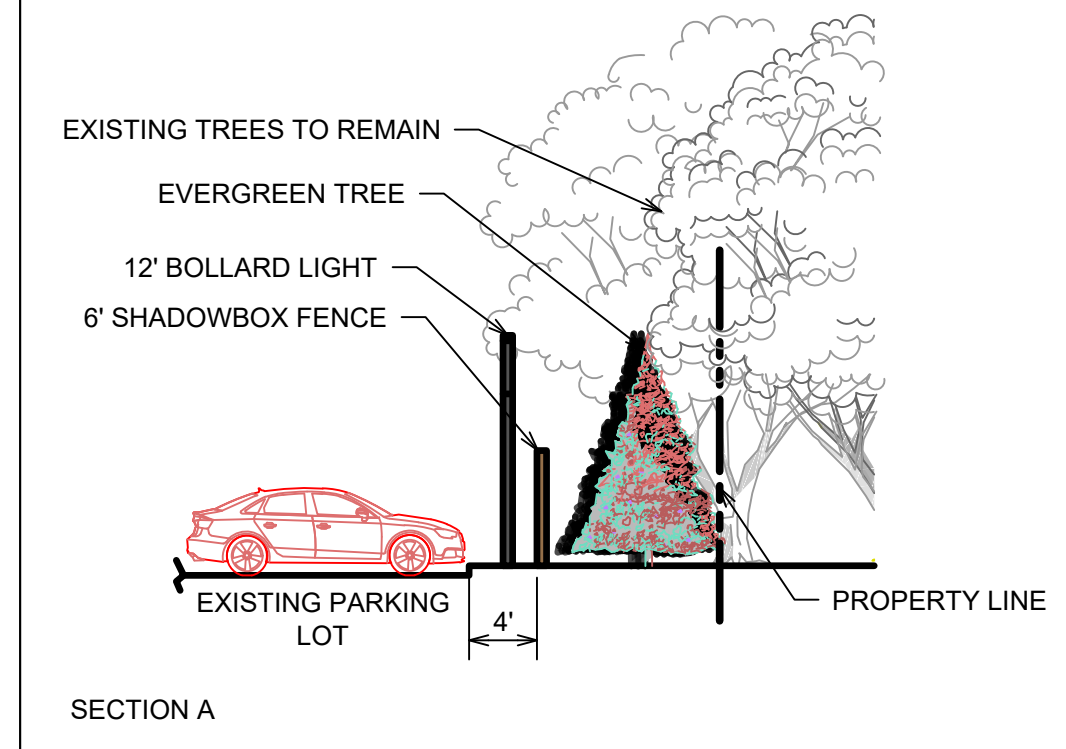 EXISTING TREES TO REMAIN
EVERGREEN TREE
12' BOLLARD LIGHT
6' SHADOWBOX FENCE
EXISTING PARKING
LOT
4'
PROPERTY LINE
SECTION A